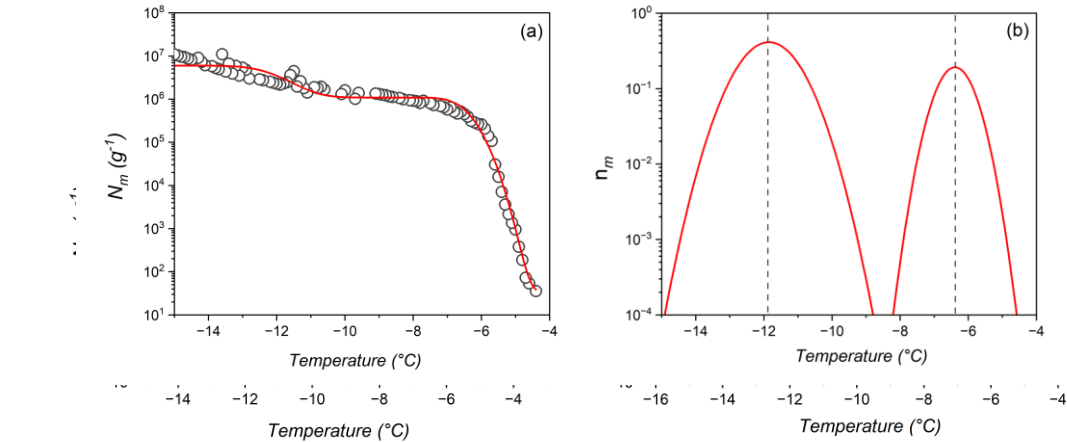 (a)
10⁸
10⁷
10⁶
10⁵
10⁴
10³
10²
10¹
N_m (g⁻¹)
−14 −12 −10 −8 −6 −4
Temperature (°C)
−14 −12 −10 −8 −6 −4
Temperature (°C)
(b)
10⁰
10⁻¹
10⁻²
10⁻³
10⁻⁴
n_m
−14 −12 −10 −8 −6 −4
Temperature (°C)
−16 −14 −12 −10 −8 −6 −4
Temperature (°C)